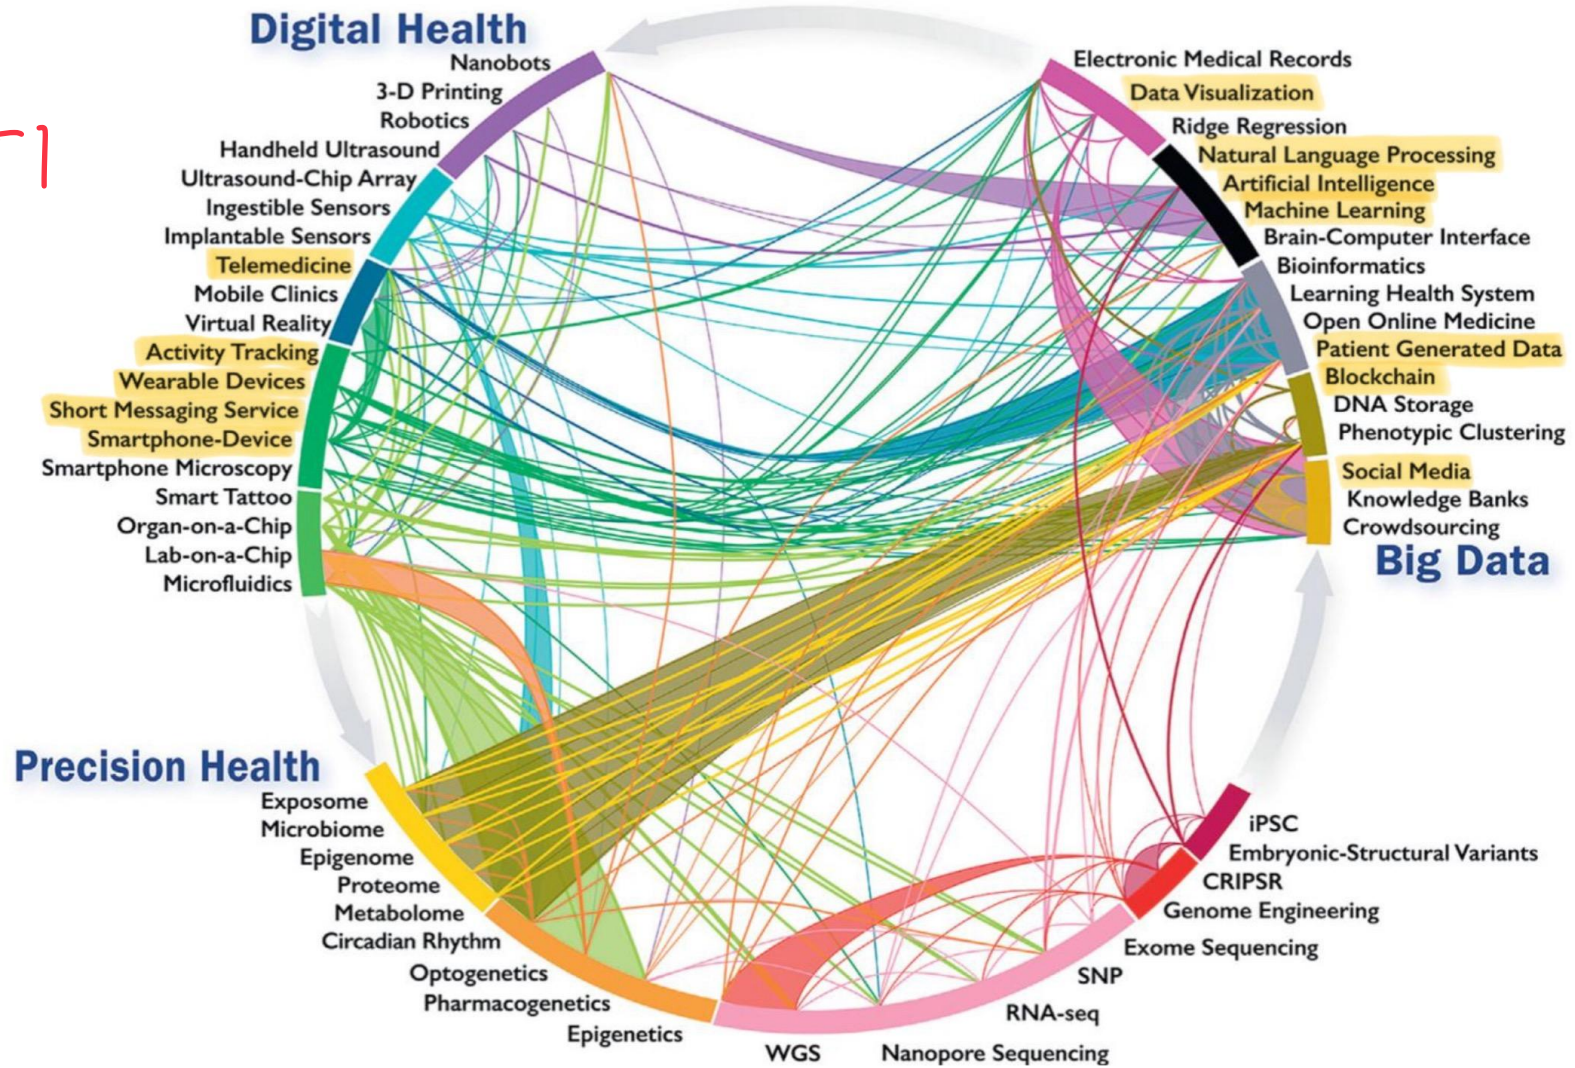 Digital Health
Nanobots
3-D Printing
Robotics
Handheld Ultrasound
Ultrasound-Chip Array
Ingestible Sensors
Implantable Sensors
Telemedicine
Mobile Clinics
Virtual Reality
Activity Tracking
Wearable Devices
Short Messaging Service
Smartphone-Device
Smartphone Microscopy
Smart Tattoo
Organ-on-a-Chip
Lab-on-a-Chip
Microfluidics
Electronic Medical Records
Data Visualization
Ridge Regression
Natural Language Processing
Artificial Intelligence
Machine Learning
Brain-Computer Interface
Bioinformatics
Learning Health System
Open Online Medicine
Patient Generated Data
Blockchain
DNA Storage
Phenotypic Clustering
Social Media
Knowledge Banks
Crowdsourcing
Big Data
Precision Health
Exposome
Microbiome
Epigenome
Proteome
Metabolome
Circadian Rhythm
Optogenetics
Pharmacogenetics
Epigenetics
WGS
Nanopore Sequencing
RNA-seq
SNP
Exome Sequencing
Genome Engineering
CRIPSR
Embryonic-Structural Variants
iPSC